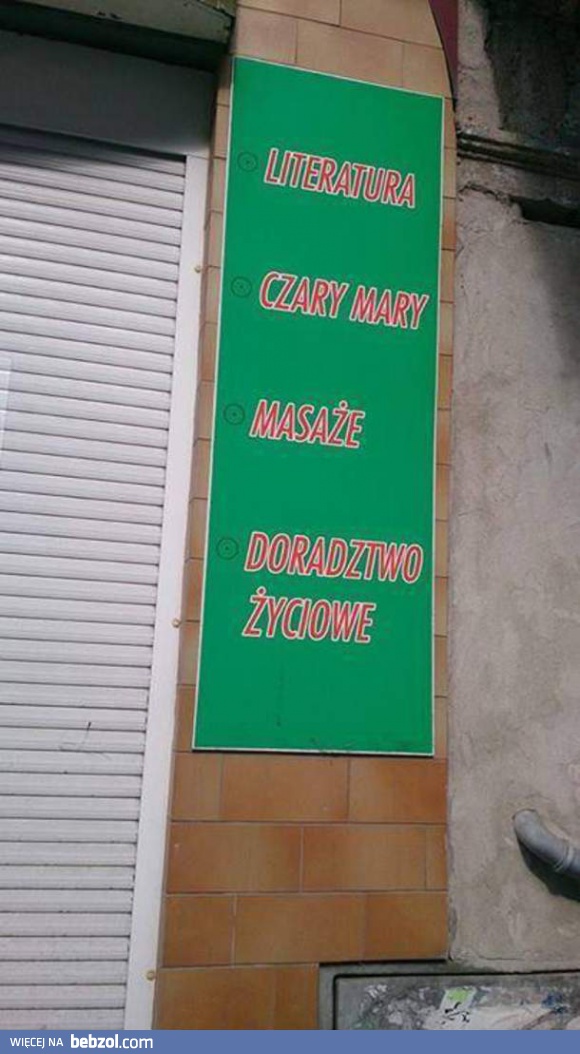 LITERATURA
CZARY MARY
MASAŻE
DORADZTWO
ŻYCIOWE
WIĘCEJ NA bebzol.com